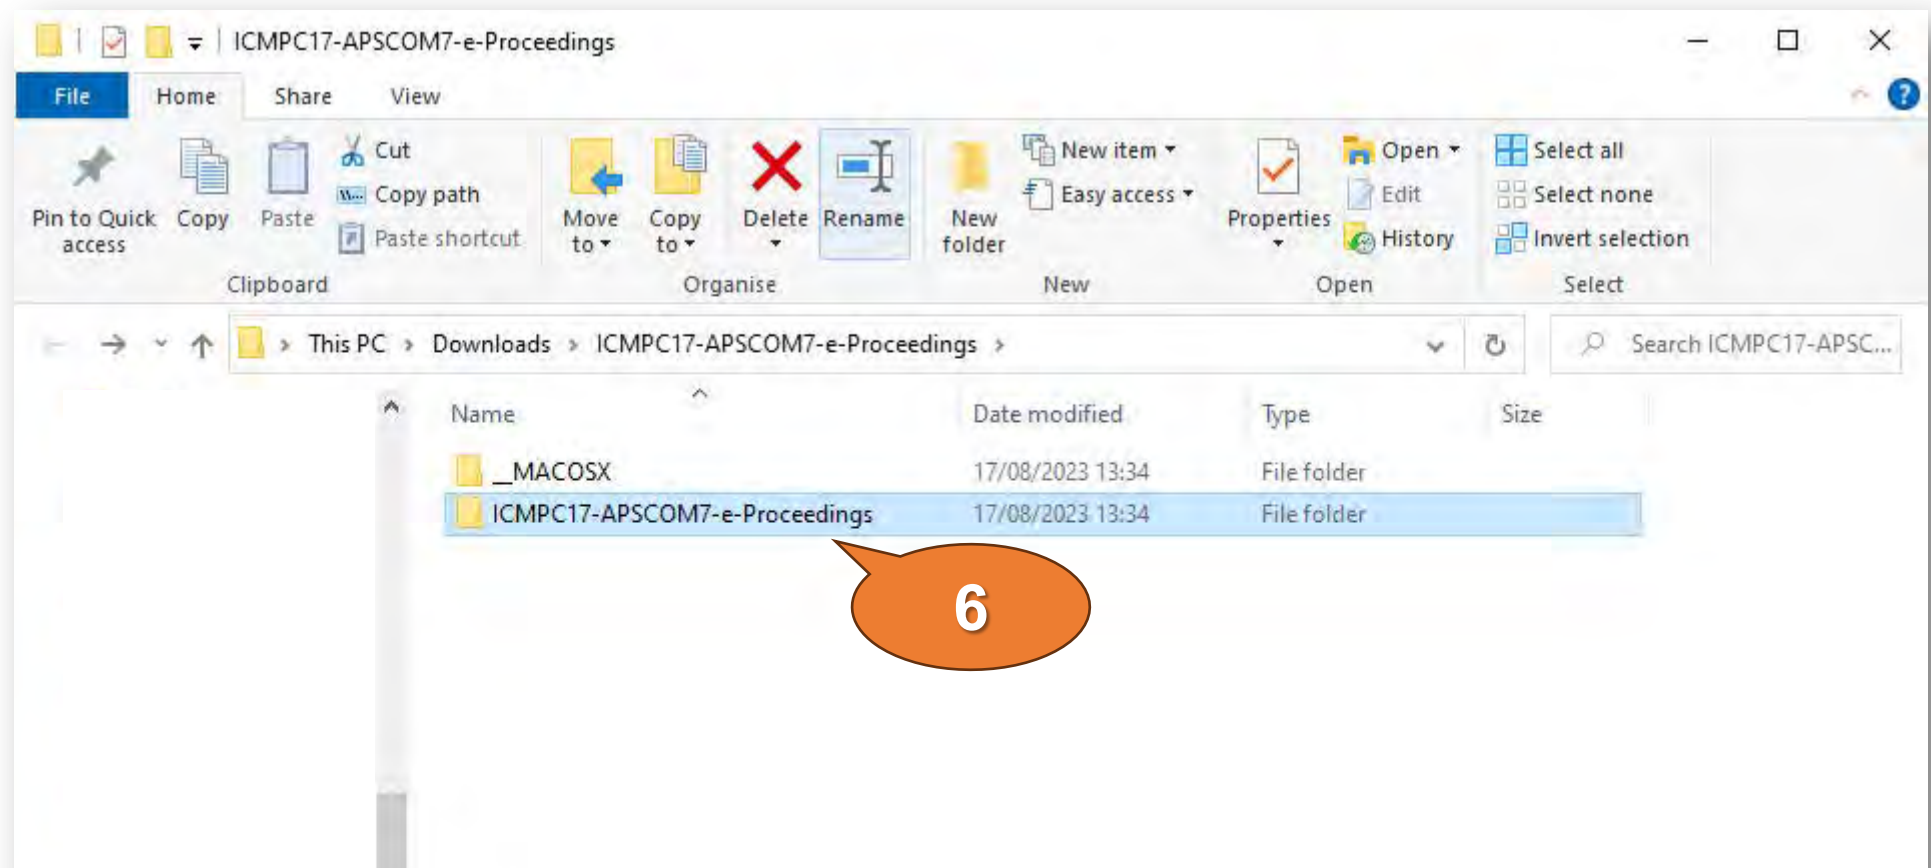 ICMPC17-APSCOM7-e-Proceedings
File Home Share View
Pin to Quick access
Copy
Paste
Cut
Copy path
Paste shortcut
Clipboard
Move to
Copy to
Delete
Rename
Organise
New folder
New item
Easy access
New
Properties
Open
Edit
History
Open
Select all
Select none
Invert selection
Select
This PC > Downloads > ICMPC17-APSCOM7-e-Proceedings >
Search ICMPC17-APSC...
Name Date modified Type Size
__MACOSX 17/08/2023 13:34 File folder
ICMPC17-APSCOM7-e-Proceedings 17/08/2023 13:34 File folder
6